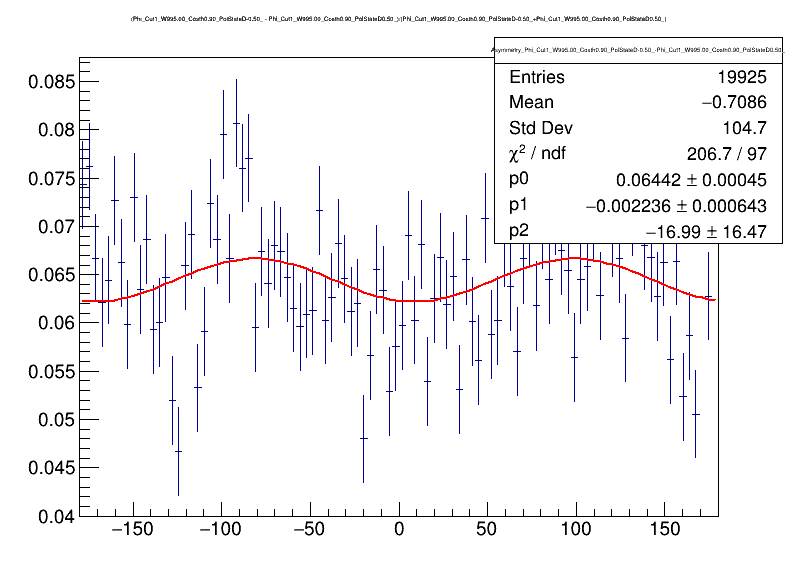 (Phi_Cut1_W995.00_Costh0.90_PolStateD-0.50_ - Phi_Cut1_W995.00_Costh0.90_PolStateD0.50_)/(Phi_Cut1_W995.00_Costh0.90_PolStateD-0.50_+Phi_Cut1_W995.00_Costh0.90_PolStateD0.50_)
Asymmetry_Phi_Cut1_W995.00_Costh0.90_PolStateD-0.50_-Phi_Cut1_W995.00_Costh0.90_PolStateD0.50_
Entries 19925
Mean −0.7086
Std Dev 104.7
χ² / ndf 206.7 / 97
p0 0.06442 ± 0.00045
p1 −0.002236 ± 0.000643
p2 −16.99 ± 16.47
0.085
0.08
0.075
0.07
0.065
0.06
0.055
0.05
0.045
0.04
−150 −100 −50 0 50 100 150